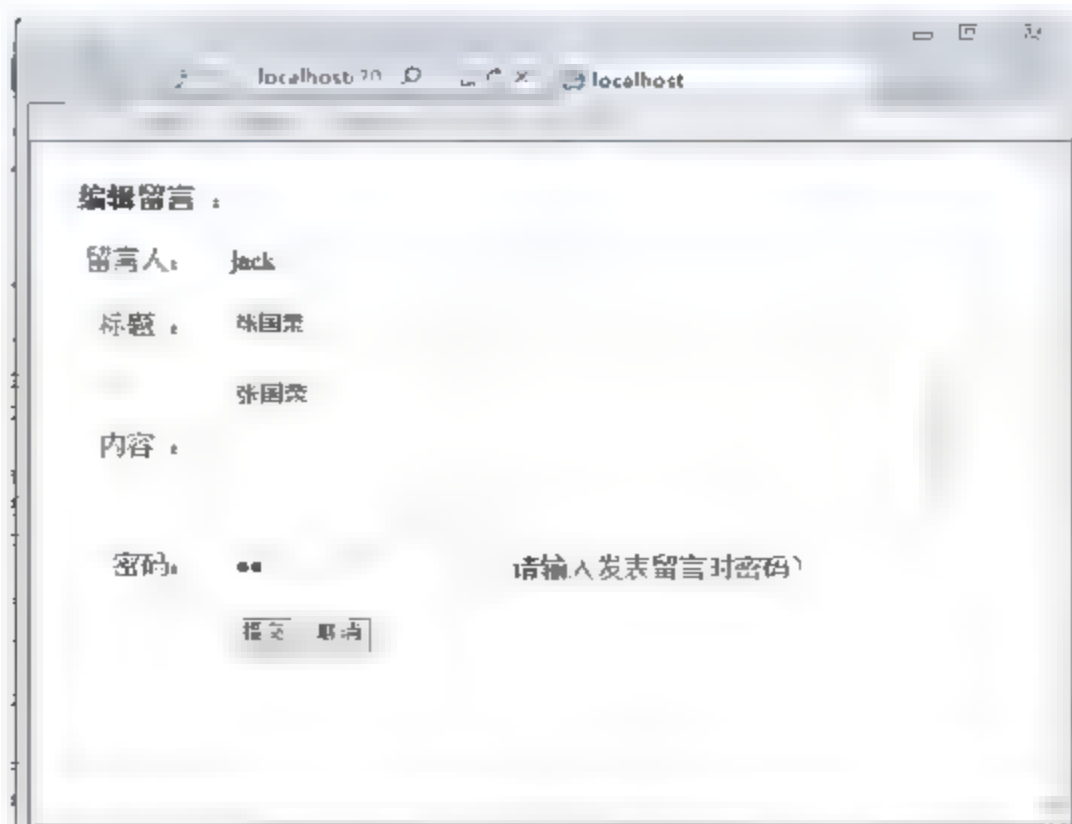 localhost:20
localhost
编辑留言：
留言人： jack
标题： 张国荣
张国荣
内容：
密码： 请输入发表留言时密码)
提交 取消